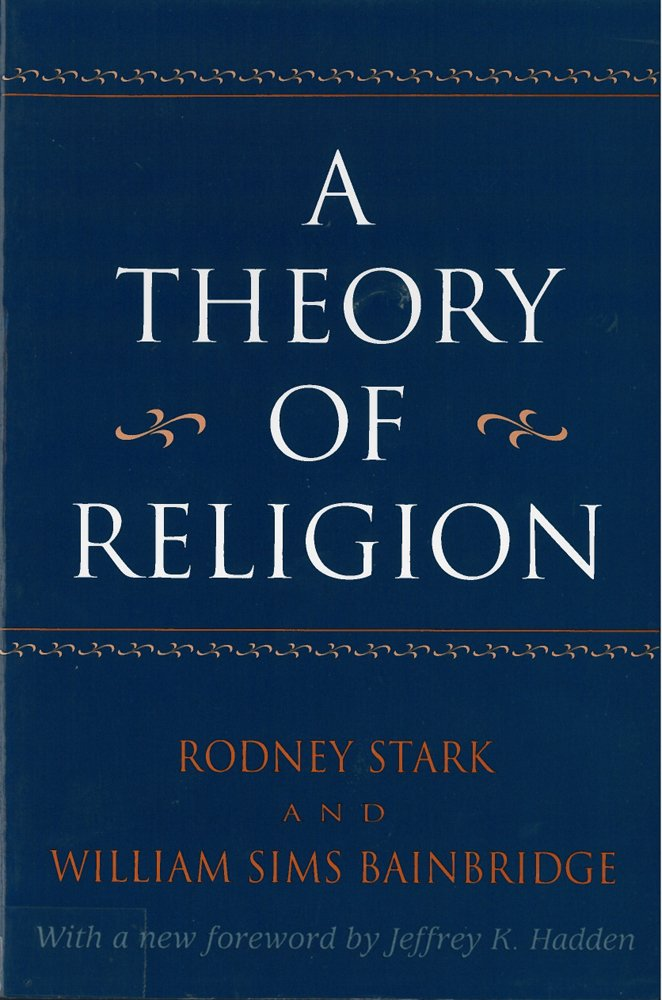 A
THEORY
OF
RELIGION
RODNEY STARK
AND
WILLIAM SIMS BAINBRIDGE
With a new foreword by Jeffrey K. Hadden